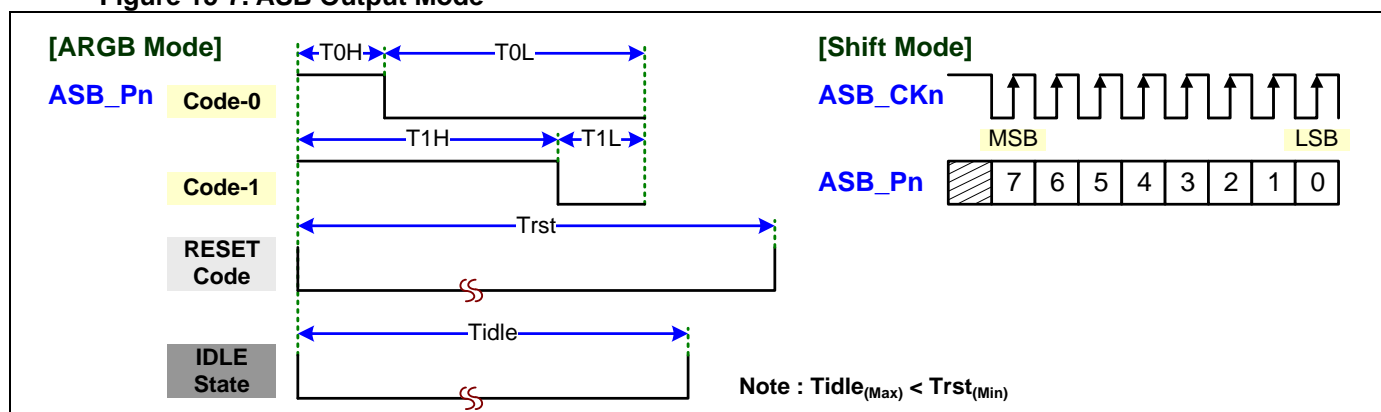 Figure 15-7. ASB Output Mode
[ARGB Mode]
ASB_Pn
Code-0
T0H
T0L
Code-1
T1H
T1L
RESET
Code
Trst
IDLE
State
Tidle
Note : Tidle(Max) < Trst(Min)
[Shift Mode]
ASB_CKn
MSB
LSB
ASB_Pn
7 6 5 4 3 2 1 0